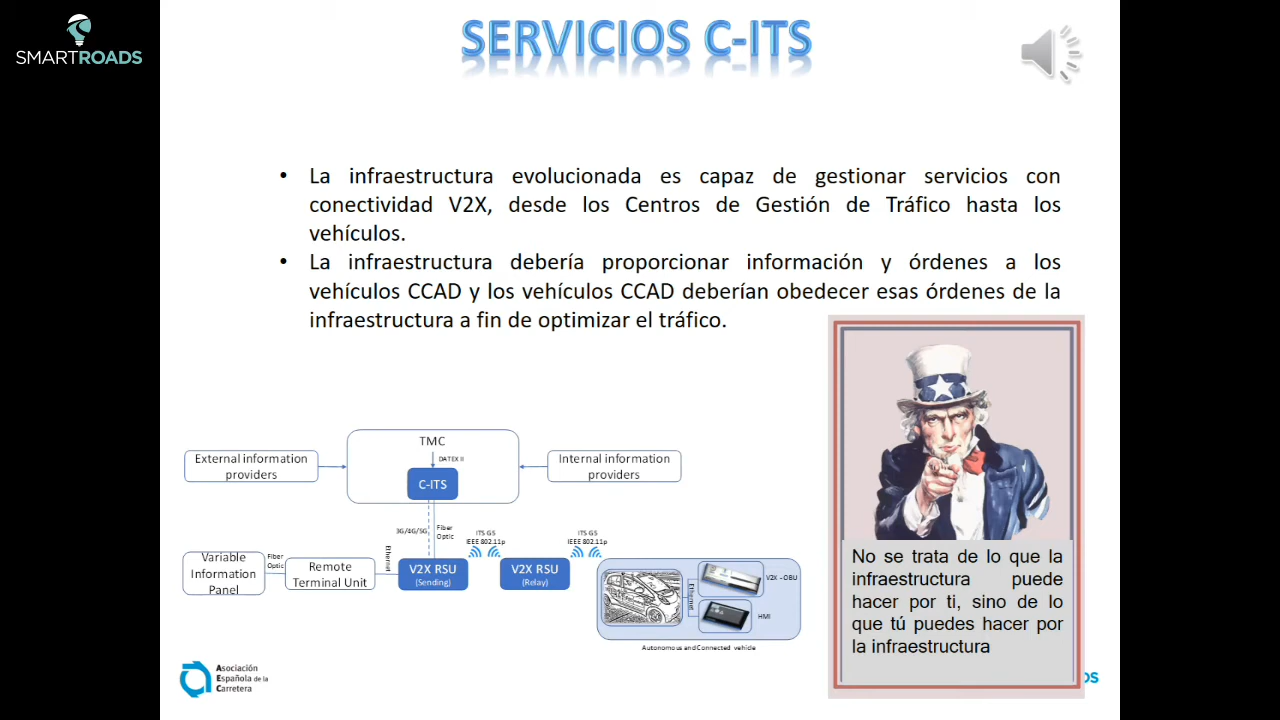 SMARTROADS
SERVICIOS C-ITS
• La infraestructura evolucionada es capaz de gestionar servicios con
conectividad V2X, desde los Centros de Gestión de Tráfico hasta los
vehículos.
• La infraestructura debería proporcionar información y órdenes a los
vehículos CCAD y los vehículos CCAD deberían obedecer esas órdenes de la
infraestructura a fin de optimizar el tráfico.
TMC
DATEX II
C-ITS
External information
providers
Internal information
providers
3G/4G/5G
Fiber
Optic
ITS G5
IEEE 802.11p
ITS G5
IEEE 802.11p
Variable
Information
Panel
Fiber
Optic
Remote
Terminal Unit
Ethernet
V2X RSU
(Sending)
V2X RSU
(Relay)
Ethernet
V2X – OBU
HMI
Autonomous and Connected vehicle
No se trata de lo que la
infraestructura puede
hacer por ti, sino de lo
que tú puedes hacer por
la infraestructura
Asociación
Española de la
Carretera